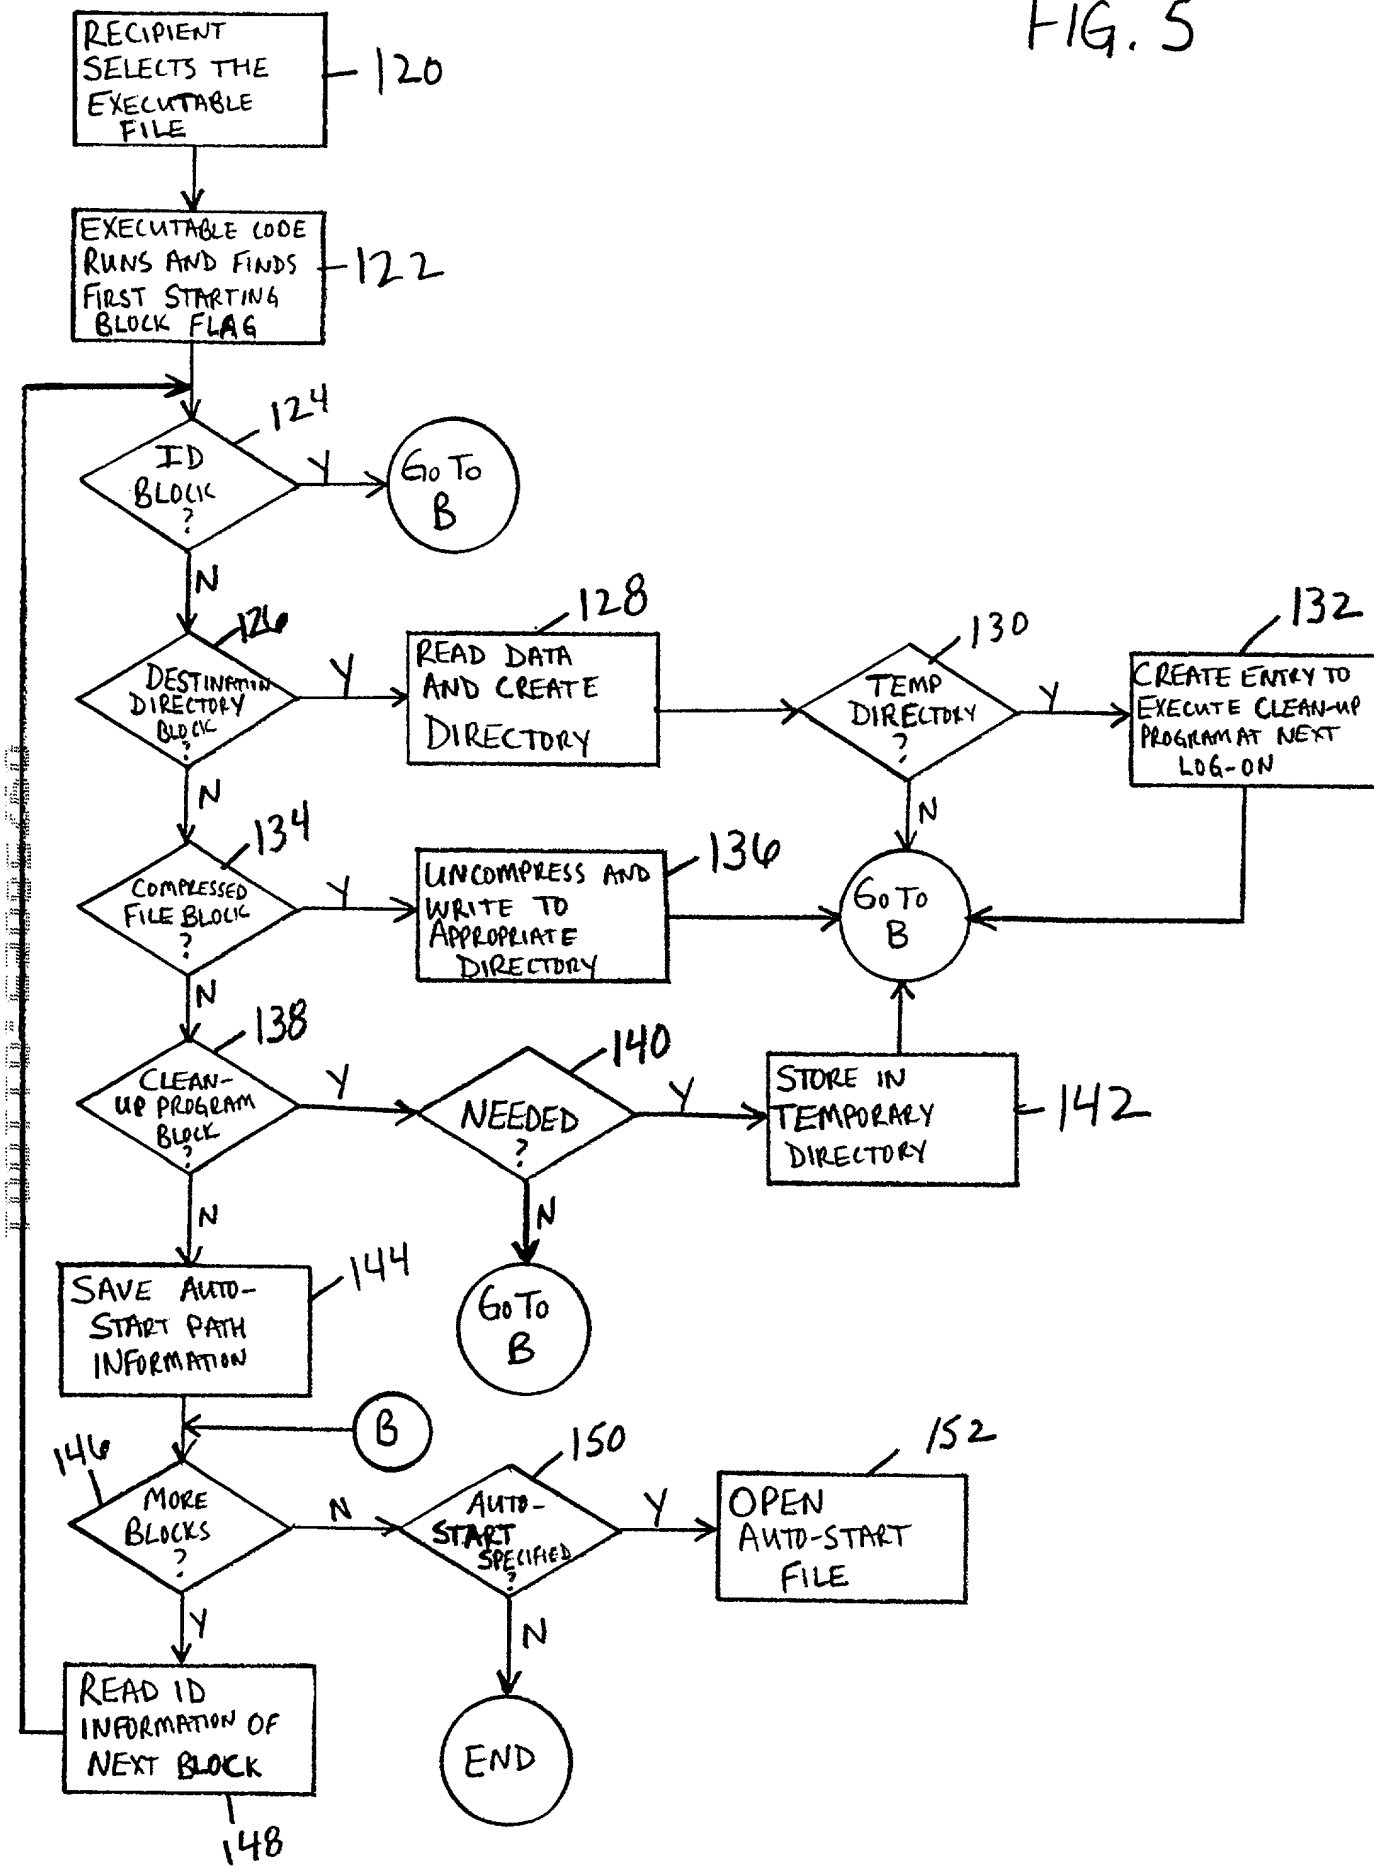 FIG. 5
RECIPIENT
SELECTS THE
EXECUTABLE
FILE
120
EXECUTABLE CODE
RUNS AND FINDS
FIRST STARTING
BLOCK FLAG
122
124
ID
BLOCK
?
Y
GO TO
B
N
126
DESTINATION
DIRECTORY
BLOCK
?
Y
128
READ DATA
AND CREATE
DIRECTORY
130
TEMP
DIRECTORY
?
Y
132
CREATE ENTRY TO
EXECUTE CLEAN-UP
PROGRAM AT NEXT
LOG-ON
N
N
134
COMPRESSED
FILE BLOCK
?
Y
136
UNCOMPRESS AND
WRITE TO
APPROPRIATE
DIRECTORY
GO TO
B
N
138
CLEAN-
UP PROGRAM
BLOCK
?
Y
140
NEEDED
?
Y
STORE IN
TEMPORARY
DIRECTORY
142
N
N
144
SAVE AUTO-
START PATH
INFORMATION
GO TO
B
B
146
MORE
BLOCKS
?
N
150
AUTO-
START
SPECIFIED
?
Y
152
OPEN
AUTO-START
FILE
Y
N
READ ID
INFORMATION OF
NEXT BLOCK
148
END